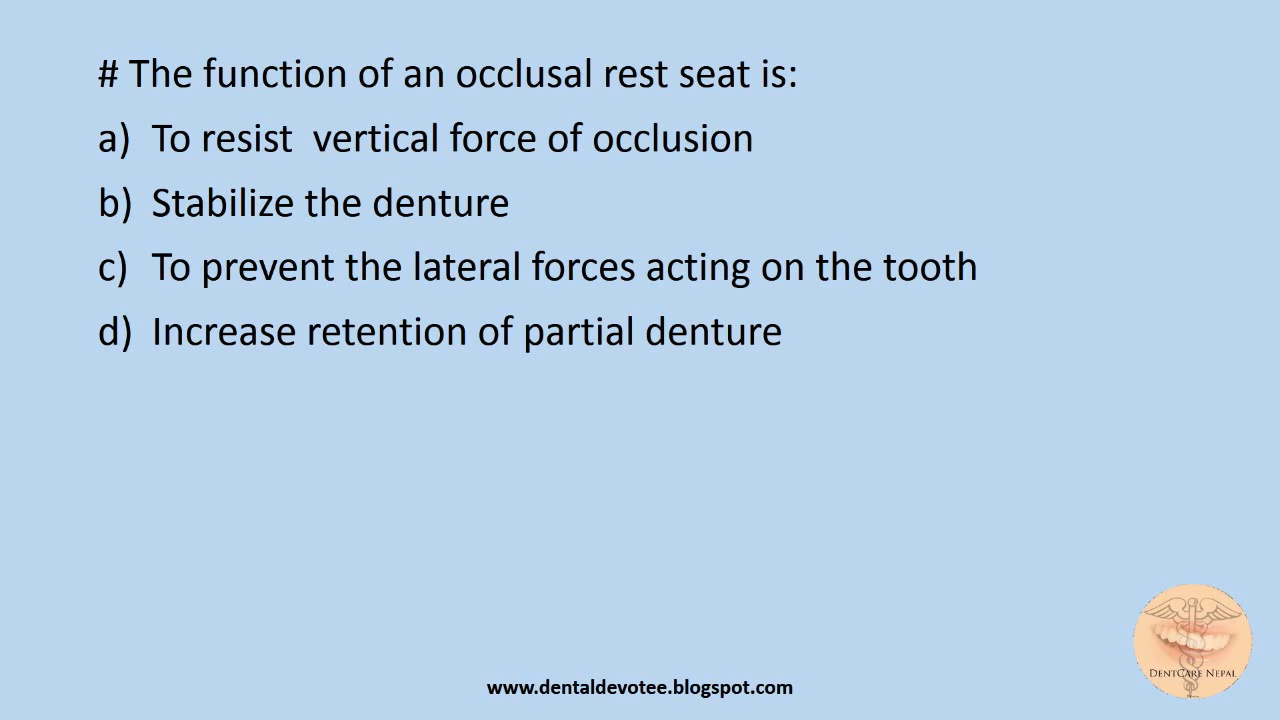 # The function of an occlusal rest seat is:
a) To resist  vertical force of occlusion
b) Stabilize the denture
c) To prevent the lateral forces acting on the tooth
d) Increase retention of partial denture
DentCare Nepal
www.dentaldevotee.blogspot.com